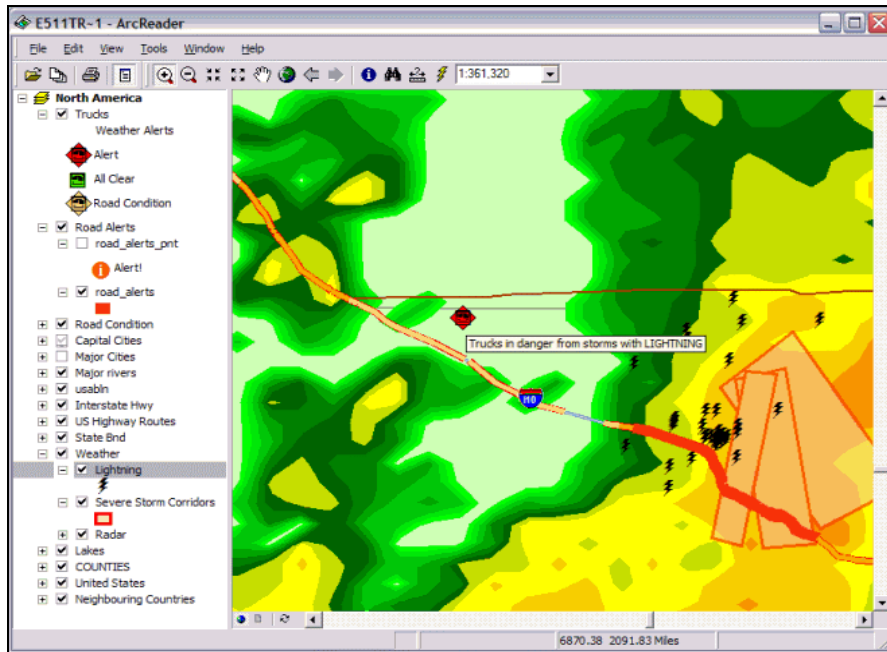 E511TR~1 - ArcReader
File Edit View Tools Window Help
1:361,320
North America
Trucks
Weather Alerts
Alert
All Clear
Road Condition
Road Alerts
road_alerts_pnt
Alert!
road_alerts
Road Condition
Capital Cities
Major Cities
Major rivers
usabln
Interstate Hwy
US Highway Routes
State Bnd
Weather
Lightning
Severe Storm Corridors
Radar
Lakes
COUNTIES
United States
Neighbouring Countries
Trucks in danger from storms with LIGHTNING
I10
6870.38 2091.83 Miles